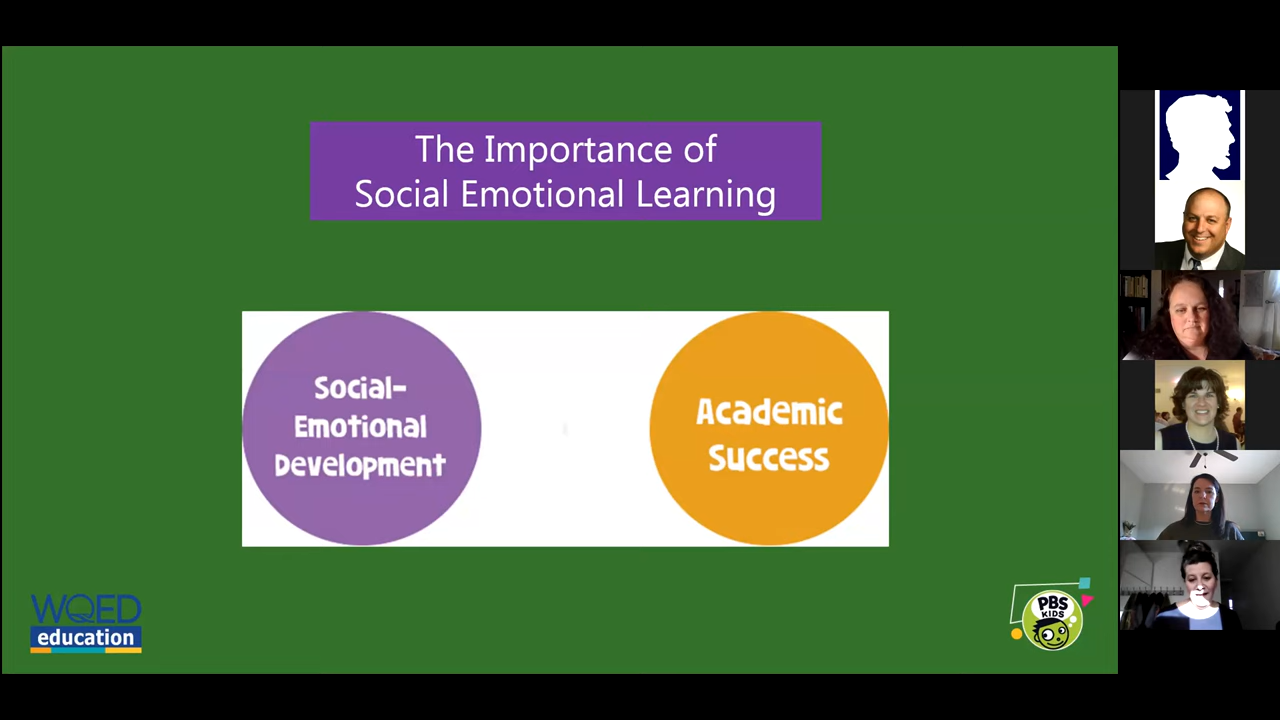 The Importance of
Social Emotional Learning
Social-
Emotional
Development
Academic
Success
WQED
education
PBS
KIDS